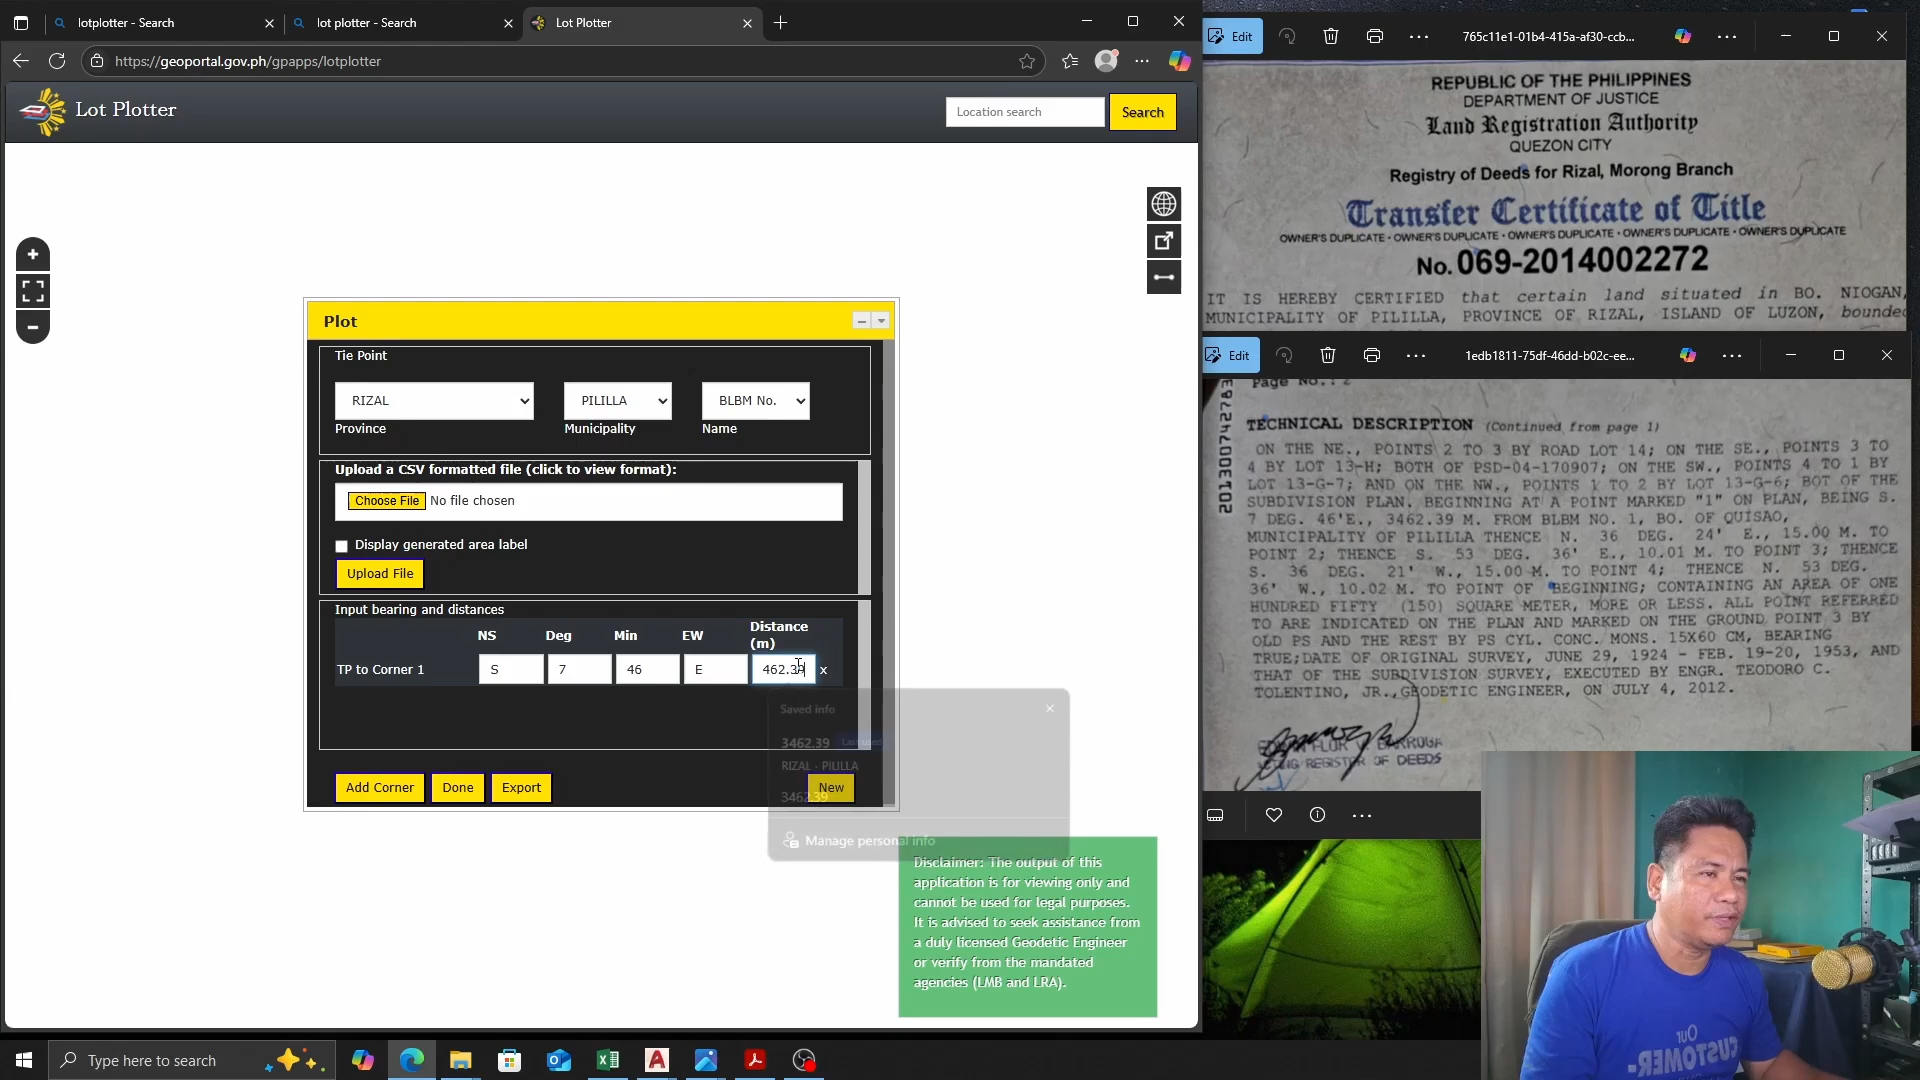 lotplotter - Search
lot plotter - Search
Lot Plotter
https://geoportal.gov.ph/gpapps/lotplotter
Lot Plotter
Location search
Search
Plot
Tie Point
RIZAL
PILILLA
BLBM No.
Province
Municipality
Name
Upload a CSV formatted file (click to view format):
Choose File No file chosen
Display generated area label
Upload File
Input bearing and distances
NS
Deg
Min
EW
Distance
(m)
TP to Corner 1
S
7
46
E
462.39
x
Saved info
3462.39
Last used
RIZAL · PILILLA
3462.39
Manage personal info
Add Corner
Done
Export
New
Disclaimer: The output of this
application is for viewing only and
cannot be used for legal purposes.
It is advised to seek assistance from
a duly licensed Geodetic Engineer
or verify from the mandated
agencies (LMB and LRA).
Edit
765c11e1-01b4-415a-af30-ccb...
REPUBLIC OF THE PHILIPPINES
DEPARTMENT OF JUSTICE
Land Registration Authority
QUEZON CITY
Registry of Deeds for Rizal, Morong Branch
Transfer Certificate of Title
OWNER'S DUPLICATE • OWNER'S DUPLICATE • OWNER'S DUPLICATE • OWNER'S DUPLICATE • OWNER'S DUPLICATE
No. 069-2014002272
IT IS HEREBY CERTIFIED that certain land situated in BO. NIOGAN,
MUNICIPALITY OF PILILLA, PROVINCE OF RIZAL, ISLAND OF LUZON, bounded
Edit
1edb1811-75df-46dd-b02c-ee...
Page No.: 2
TECHNICAL DESCRIPTION (Continued from page 1)
ON THE NE., POINTS 2 TO 3 BY ROAD LOT 14; ON THE SE., POINTS 3 TO
4 BY LOT 13-H; BOTH OF PSD-04-170907; ON THE SW., POINTS 4 TO 1 BY
LOT 13-G-7; AND ON THE NW., POINTS 1 TO 2 BY LOT 13-G-6; BOT OF THE
SUBDIVISION PLAN. BEGINNING AT A POINT MARKED "1" ON PLAN, BEING S.
7 DEG. 46'E., 3462.39 M. FROM BLBM NO. 1, BO. OF QUISAO,
MUNICIPALITY OF PILILLA THENCE N. 36 DEG. 24' E., 15.00 M. TO
POINT 2; THENCE S. 53 DEG. 36' E., 10.01 M. TO POINT 3; THENCE
S. 36 DEG. 21' W., 15.00 M. TO POINT 4; THENCE N. 53 DEG.
36' W., 10.02 M. TO POINT OF BEGINNING; CONTAINING AN AREA OF ONE
HUNDRED FIFTY (150) SQUARE METER, MORE OR LESS. ALL POINT REFERRED
TO ARE INDICATED ON THE PLAN AND MARKED ON THE GROUND POINT 3 BY
OLD PS AND THE REST BY PS CYL. CONC. MONS. 15X60 CM, BEARING
TRUE;DATE OF ORIGINAL SURVEY, JUNE 29, 1924 - FEB. 19-20, 1953, AND
THAT OF THE SUBDIVISION SURVEY, EXECUTED BY ENGR. TEODORO C.
TOLENTINO, JR., GEODETIC ENGINEER, ON JULY 4, 2012.
REGISTER OF DEEDS
Our
CUSTOMER-
Type here to search